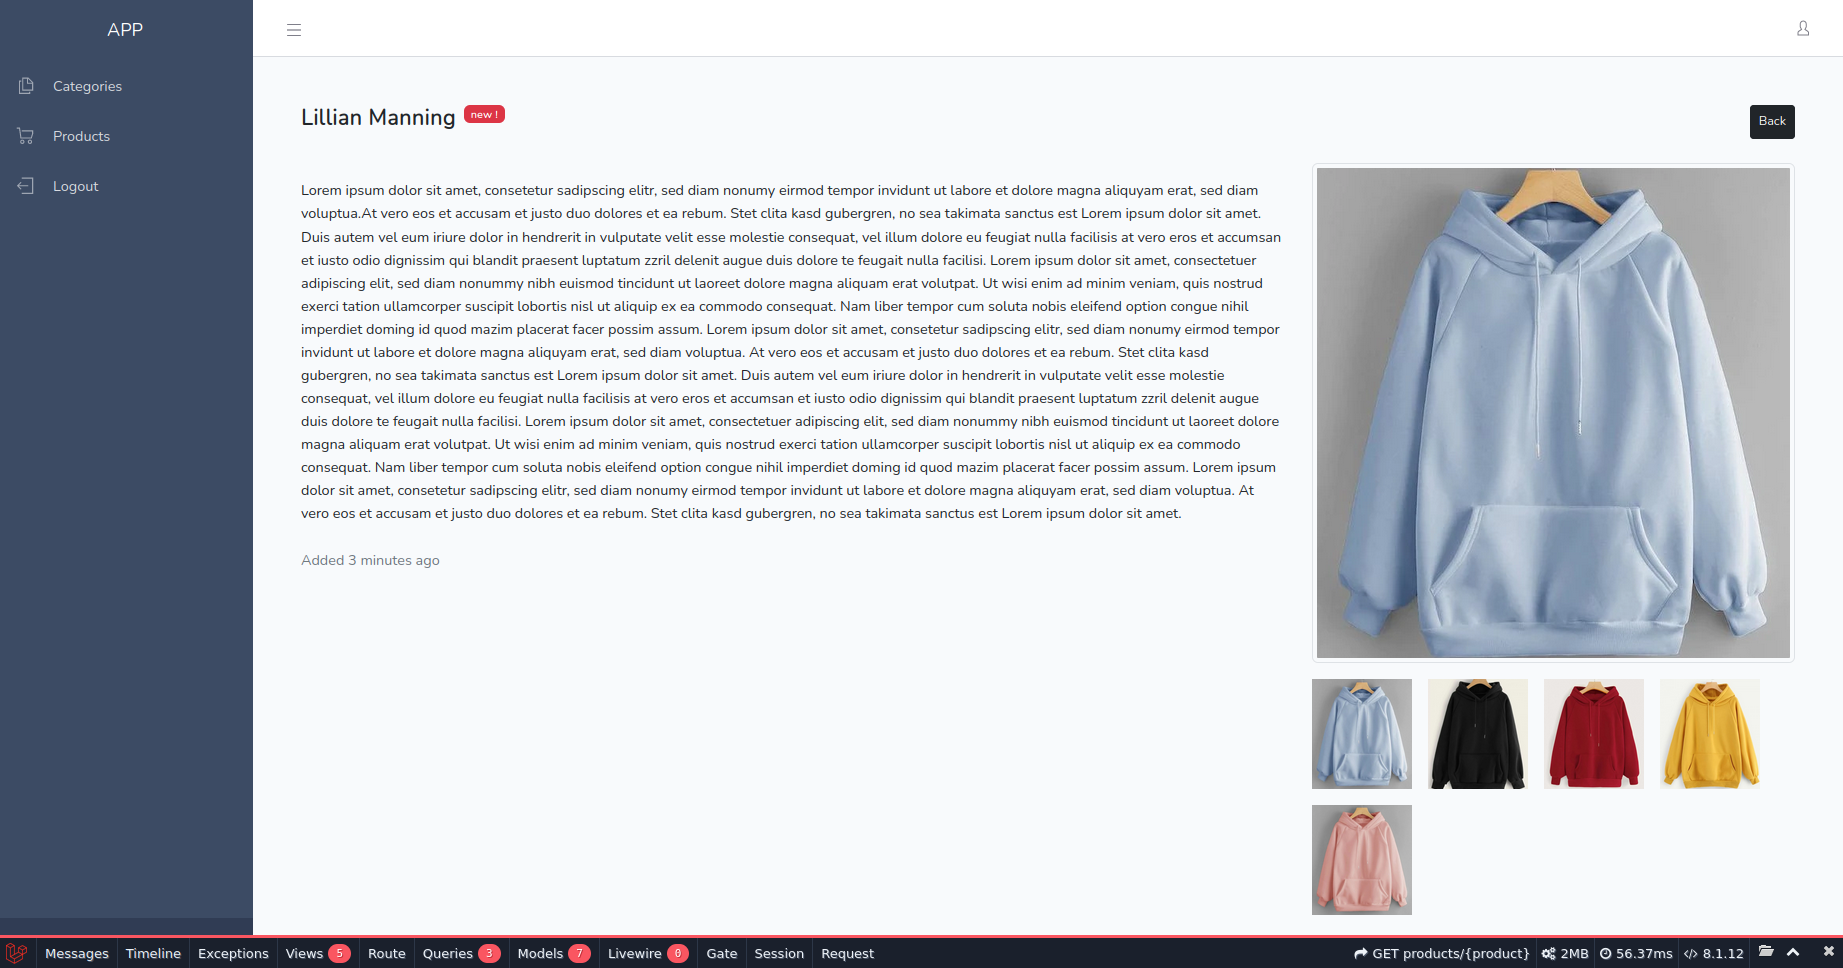 APP
Categories
Products
Logout
Lillian Manning new !
Back
Lorem ipsum dolor sit amet, consetetur sadipscing elitr, sed diam nonumy eirmod tempor invidunt ut labore et dolore magna aliquyam erat, sed diam
voluptua.At vero eos et accusam et justo duo dolores et ea rebum. Stet clita kasd gubergren, no sea takimata sanctus est Lorem ipsum dolor sit amet.
Duis autem vel eum iriure dolor in hendrerit in vulputate velit esse molestie consequat, vel illum dolore eu feugiat nulla facilisis at vero eros et accumsan
et iusto odio dignissim qui blandit praesent luptatum zzril delenit augue duis dolore te feugait nulla facilisi. Lorem ipsum dolor sit amet, consectetuer
adipiscing elit, sed diam nonummy nibh euismod tincidunt ut laoreet dolore magna aliquam erat volutpat. Ut wisi enim ad minim veniam, quis nostrud
exerci tation ullamcorper suscipit lobortis nisl ut aliquip ex ea commodo consequat. Nam liber tempor cum soluta nobis eleifend option congue nihil
imperdiet doming id quod mazim placerat facer possim assum. Lorem ipsum dolor sit amet, consetetur sadipscing elitr, sed diam nonumy eirmod tempor
invidunt ut labore et dolore magna aliquyam erat, sed diam voluptua. At vero eos et accusam et justo duo dolores et ea rebum. Stet clita kasd
gubergren, no sea takimata sanctus est Lorem ipsum dolor sit amet. Duis autem vel eum iriure dolor in hendrerit in vulputate velit esse molestie
consequat, vel illum dolore eu feugiat nulla facilisis at vero eros et accumsan et iusto odio dignissim qui blandit praesent luptatum zzril delenit augue
duis dolore te feugait nulla facilisi. Lorem ipsum dolor sit amet, consectetuer adipiscing elit, sed diam nonummy nibh euismod tincidunt ut laoreet dolore
magna aliquam erat volutpat. Ut wisi enim ad minim veniam, quis nostrud exerci tation ullamcorper suscipit lobortis nisl ut aliquip ex ea commodo
consequat. Nam liber tempor cum soluta nobis eleifend option congue nihil imperdiet doming id quod mazim placerat facer possim assum. Lorem ipsum
dolor sit amet, consetetur sadipscing elitr, sed diam nonumy eirmod tempor invidunt ut labore et dolore magna aliquyam erat, sed diam voluptua. At
vero eos et accusam et justo duo dolores et ea rebum. Stet clita kasd gubergren, no sea takimata sanctus est Lorem ipsum dolor sit amet.
Added 3 minutes ago
Messages Timeline Exceptions Views 5 Route Queries 3 Models 7 Livewire 0 Gate Session Request GET products/{product} 2MB 56.37ms 8.1.12